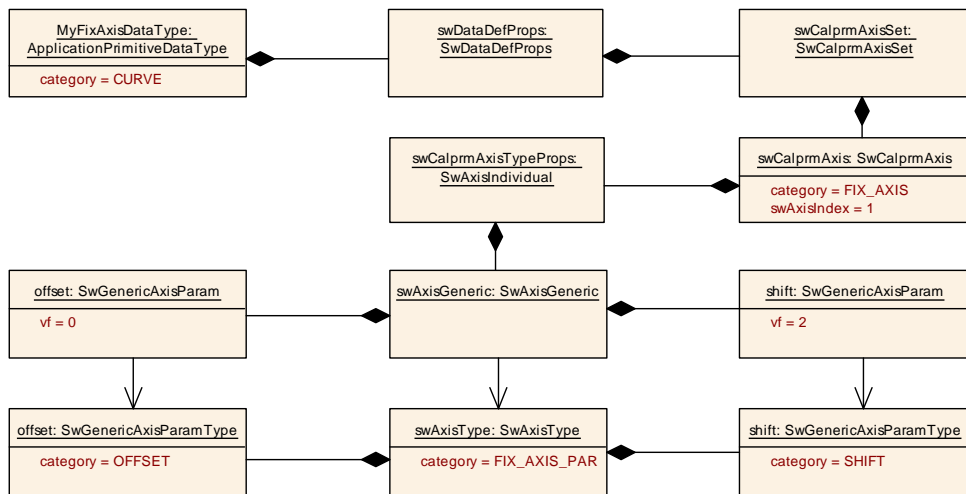 MyFixAxisDataType:
ApplicationPrimitiveDataType
category = CURVE
swDataDefProps:
SwDataDefProps
swCalprmAxisSet:
SwCalprmAxisSet
swCalprmAxisTypeProps:
SwAxisIndividual
swCalprmAxis: SwCalprmAxis
category = FIX_AXIS
swAxisIndex = 1
offset: SwGenericAxisParam
vf = 0
swAxisGeneric: SwAxisGeneric
shift: SwGenericAxisParam
vf = 2
offset: SwGenericAxisParamType
category = OFFSET
swAxisType: SwAxisType
category = FIX_AXIS_PAR
shift: SwGenericAxisParamType
category = SHIFT